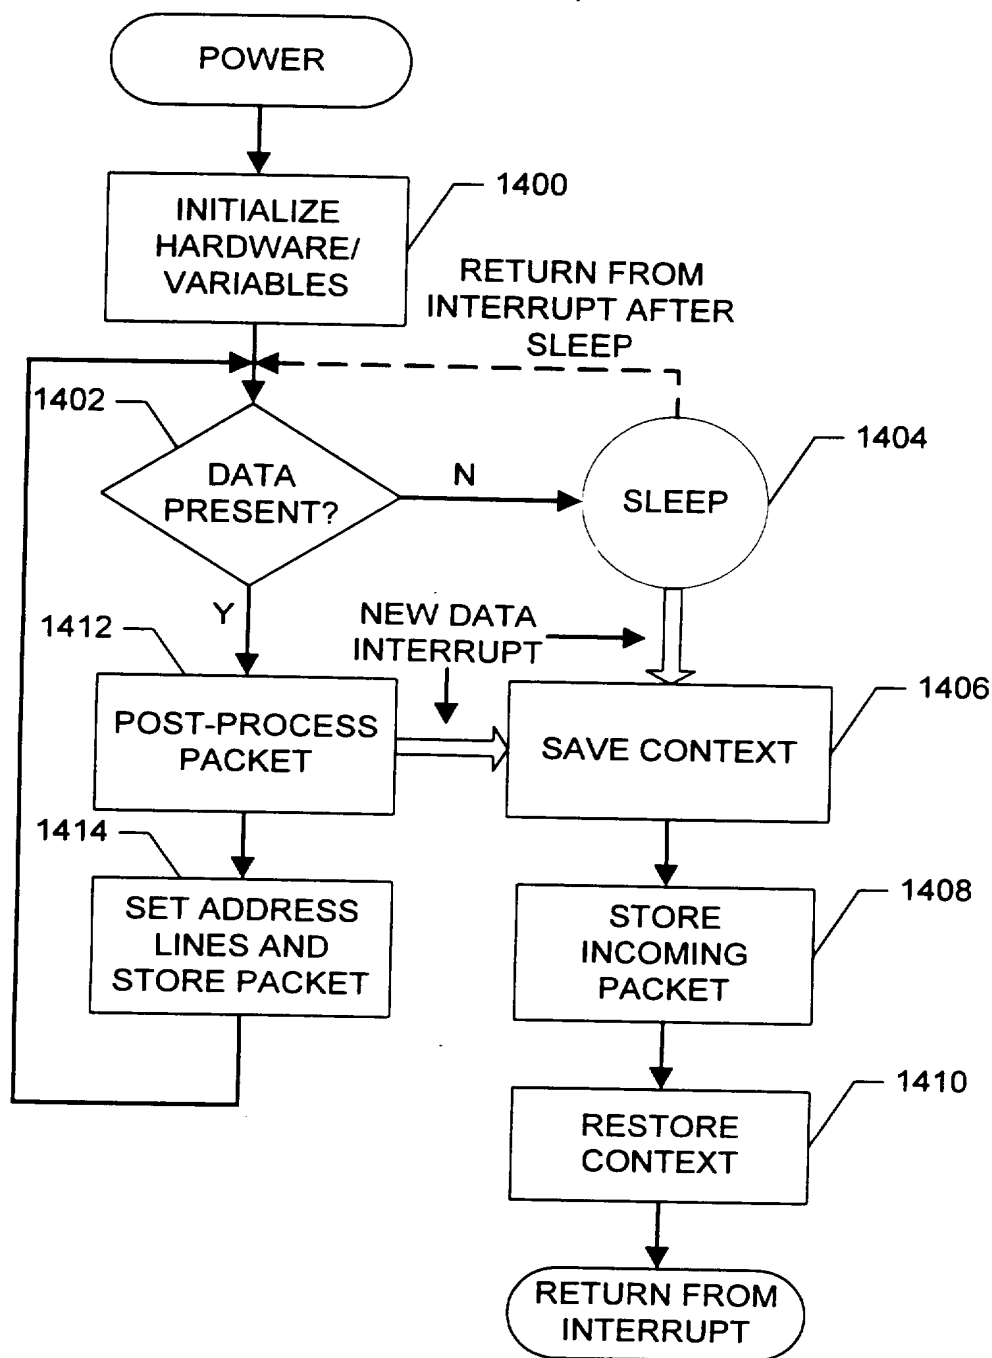 POWER
1400
INITIALIZE
HARDWARE/
VARIABLES
RETURN FROM
INTERRUPT AFTER
SLEEP
1402
DATA
PRESENT?
N
SLEEP
1404
Y
NEW DATA
INTERRUPT
1412
POST-PROCESS
PACKET
SAVE CONTEXT
1406
1414
SET ADDRESS
LINES AND
STORE PACKET
STORE
INCOMING
PACKET
1408
RESTORE
CONTEXT
1410
RETURN FROM
INTERRUPT